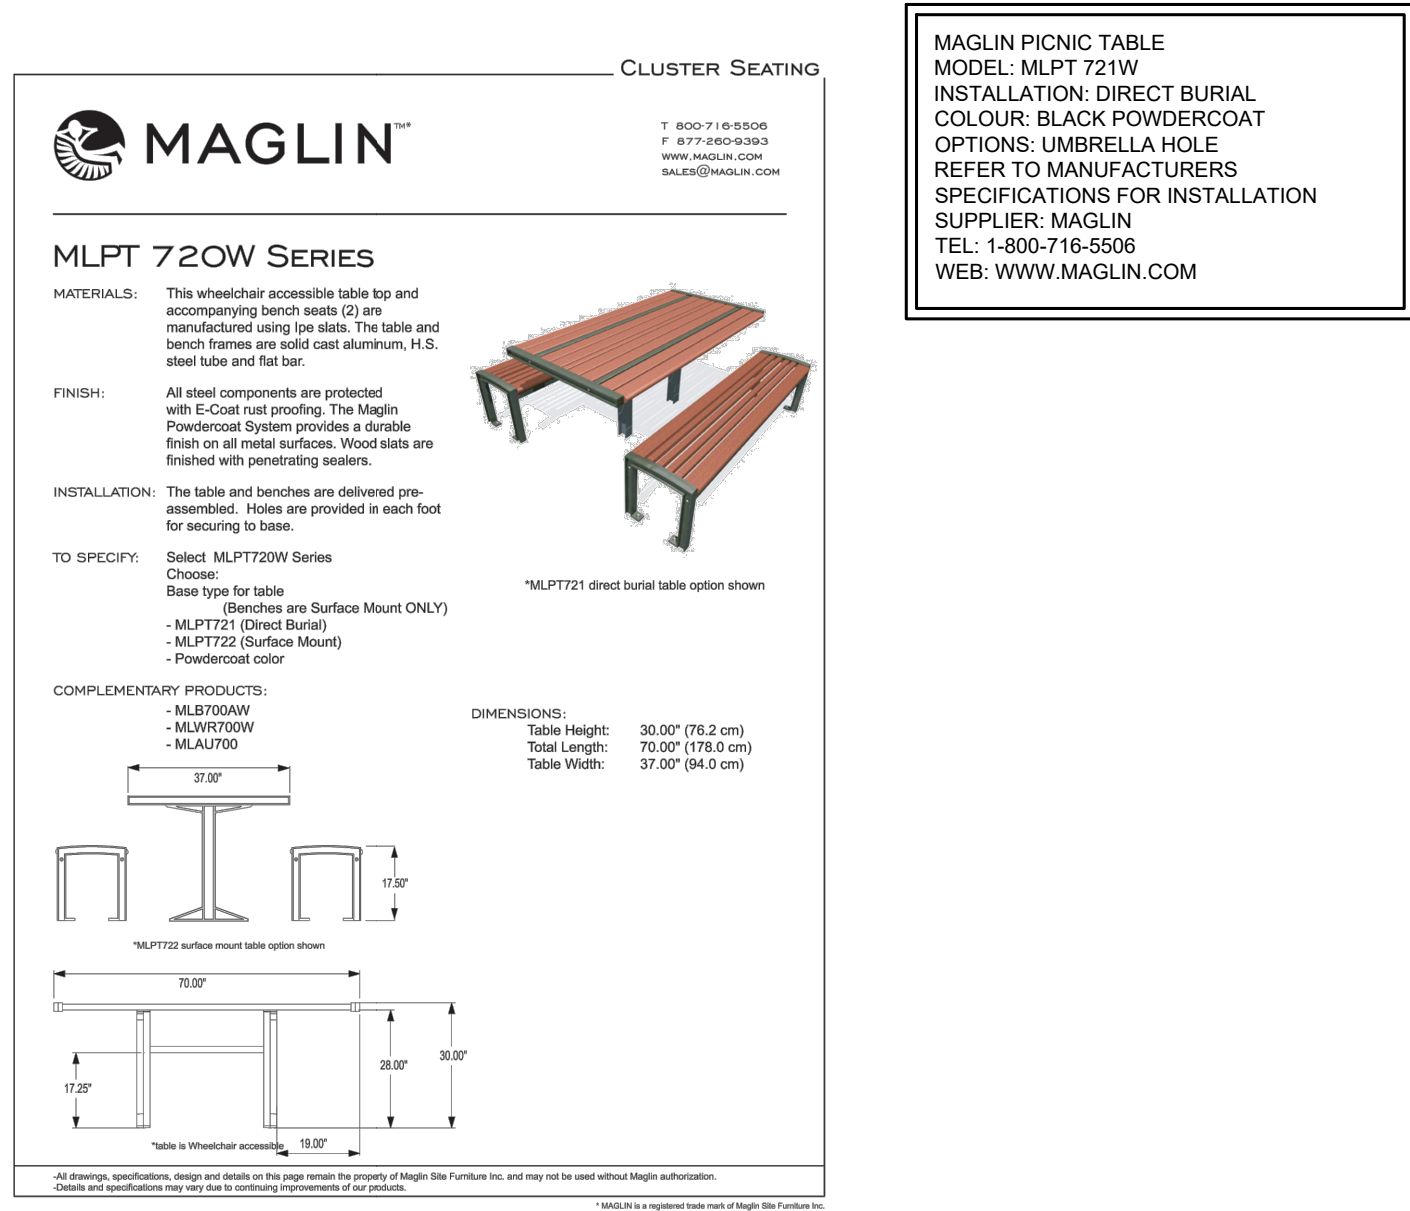 CLUSTER SEATING
MAGLIN™*
T 800-716-5506
F 877-260-9393
WWW.MAGLIN.COM
SALES@MAGLIN.COM
MLPT 720W SERIES
MATERIALS: This wheelchair accessible table top and
accompanying bench seats (2) are
manufactured using Ipe slats. The table and
bench frames are solid cast aluminum, H.S.
steel tube and flat bar.
FINISH: All steel components are protected
with E-Coat rust proofing. The Maglin
Powdercoat System provides a durable
finish on all metal surfaces. Wood slats are
finished with penetrating sealers.
INSTALLATION: The table and benches are delivered pre-
assembled. Holes are provided in each foot
for securing to base.
TO SPECIFY: Select MLPT720W Series
Choose:
Base type for table
(Benches are Surface Mount ONLY)
- MLPT721 (Direct Burial)
- MLPT722 (Surface Mount)
- Powdercoat color
*MLPT721 direct burial table option shown
COMPLEMENTARY PRODUCTS:
- MLB700AW
- MLWR700W
- MLAU700
DIMENSIONS:
Table Height: 30.00" (76.2 cm)
Total Length: 70.00" (178.0 cm)
Table Width: 37.00" (94.0 cm)
37.00"
17.50"
*MLPT722 surface mount table option shown
70.00"
30.00"
28.00"
17.25"
19.00"
*table is Wheelchair accessible
-All drawings, specifications, design and details on this page remain the property of Maglin Site Furniture Inc. and may not be used without Maglin authorization.
-Details and specifications may vary due to continuing improvements of our products.
* MAGLIN is a registered trade mark of Maglin Site Furniture Inc.
MAGLIN PICNIC TABLE
MODEL: MLPT 721W
INSTALLATION: DIRECT BURIAL
COLOUR: BLACK POWDERCOAT
OPTIONS: UMBRELLA HOLE
REFER TO MANUFACTURERS
SPECIFICATIONS FOR INSTALLATION
SUPPLIER: MAGLIN
TEL: 1-800-716-5506
WEB: WWW.MAGLIN.COM